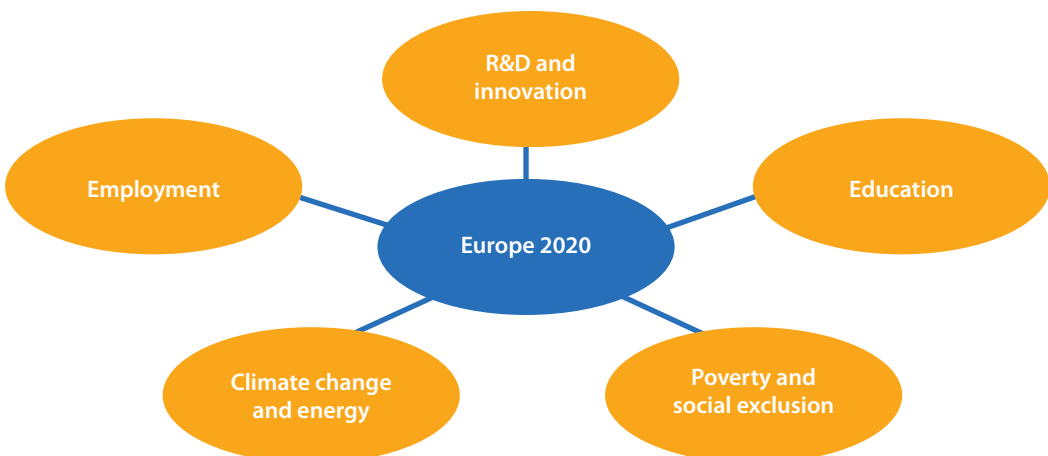 R&D and
innovation
Employment
Education
Europe 2020
Climate change
and energy
Poverty and
social exclusion